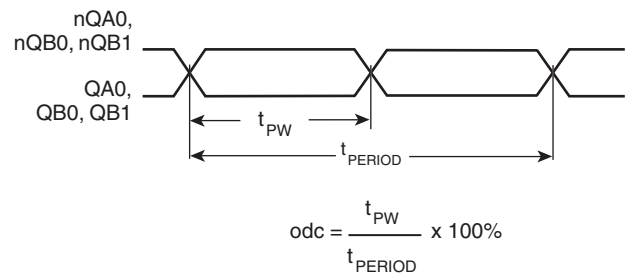 nQA0,
nQB0, nQB1
QA0,
QB0, QB1
tPW
tPERIOD
odc = tPW / tPERIOD x 100%